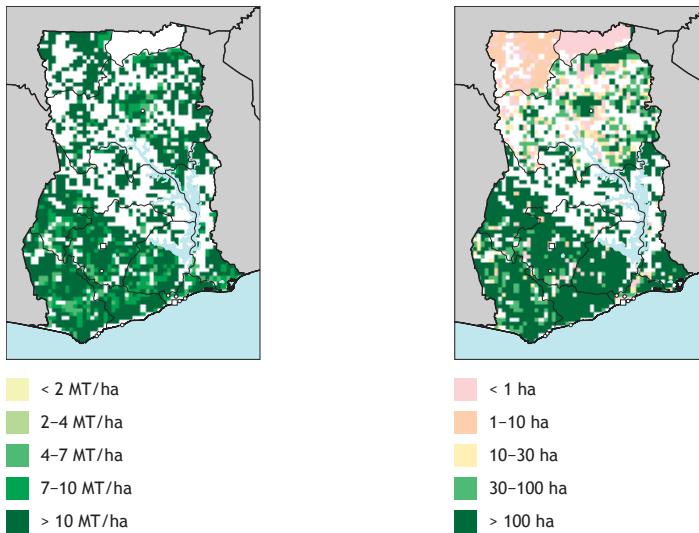 < 2 MT/ha
2–4 MT/ha
4–7 MT/ha
7–10 MT/ha
> 10 MT/ha
< 1 ha
1–10 ha
10–30 ha
30–100 ha
> 100 ha